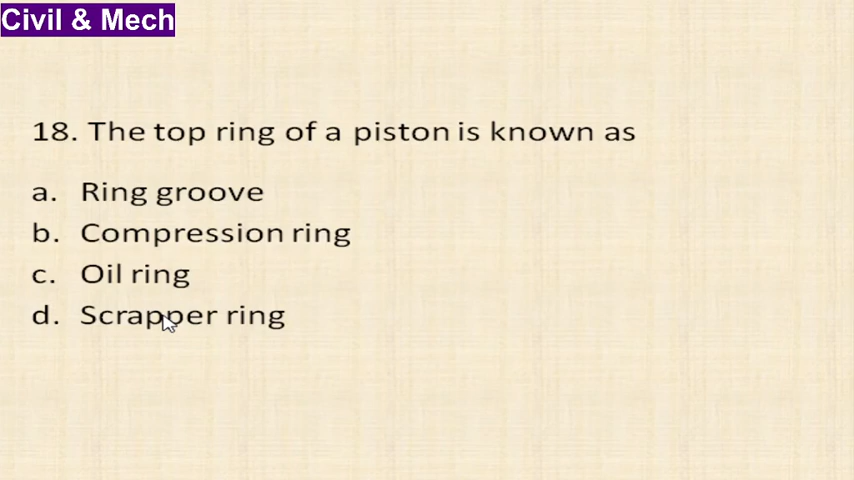 Civil & Mech
18. The top ring of a piston is known as
a. Ring groove
b. Compression ring
c. Oil ring
d. Scrapper ring